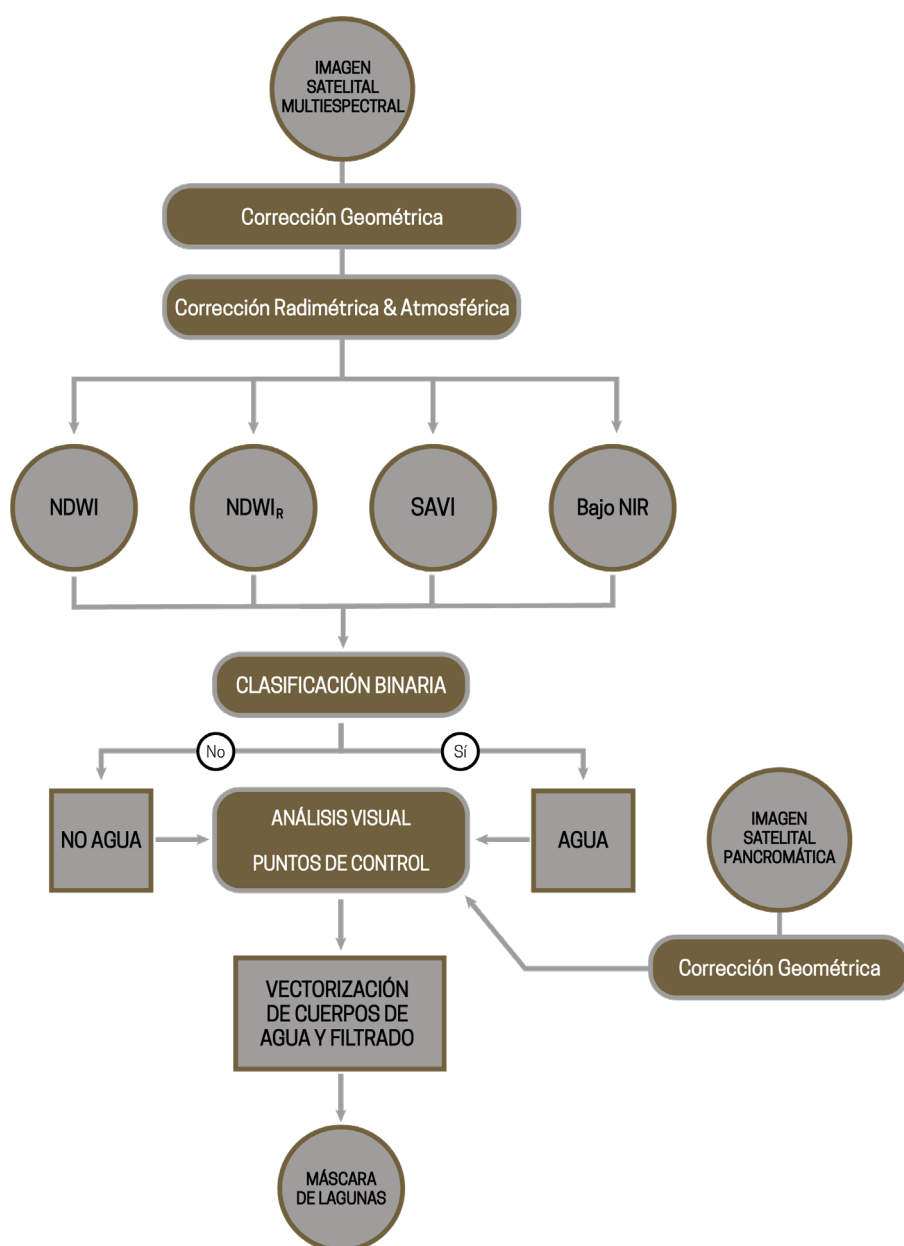 IMAGEN
SATELITAL
MULTIESPECTRAL
Corrección Geométrica
Corrección Radimétrica & Atmosférica
NDWI
NDWIR
SAVI
Bajo NIR
CLASIFICACIÓN BINARIA
No
Sí
NO AGUA
ANÁLISIS VISUAL
PUNTOS DE CONTROL
AGUA
IMAGEN
SATELITAL
PANCROMÁTICA
Corrección Geométrica
VECTORIZACIÓN
DE CUERPOS DE
AGUA Y FILTRADO
MÁSCARA
DE LAGUNAS